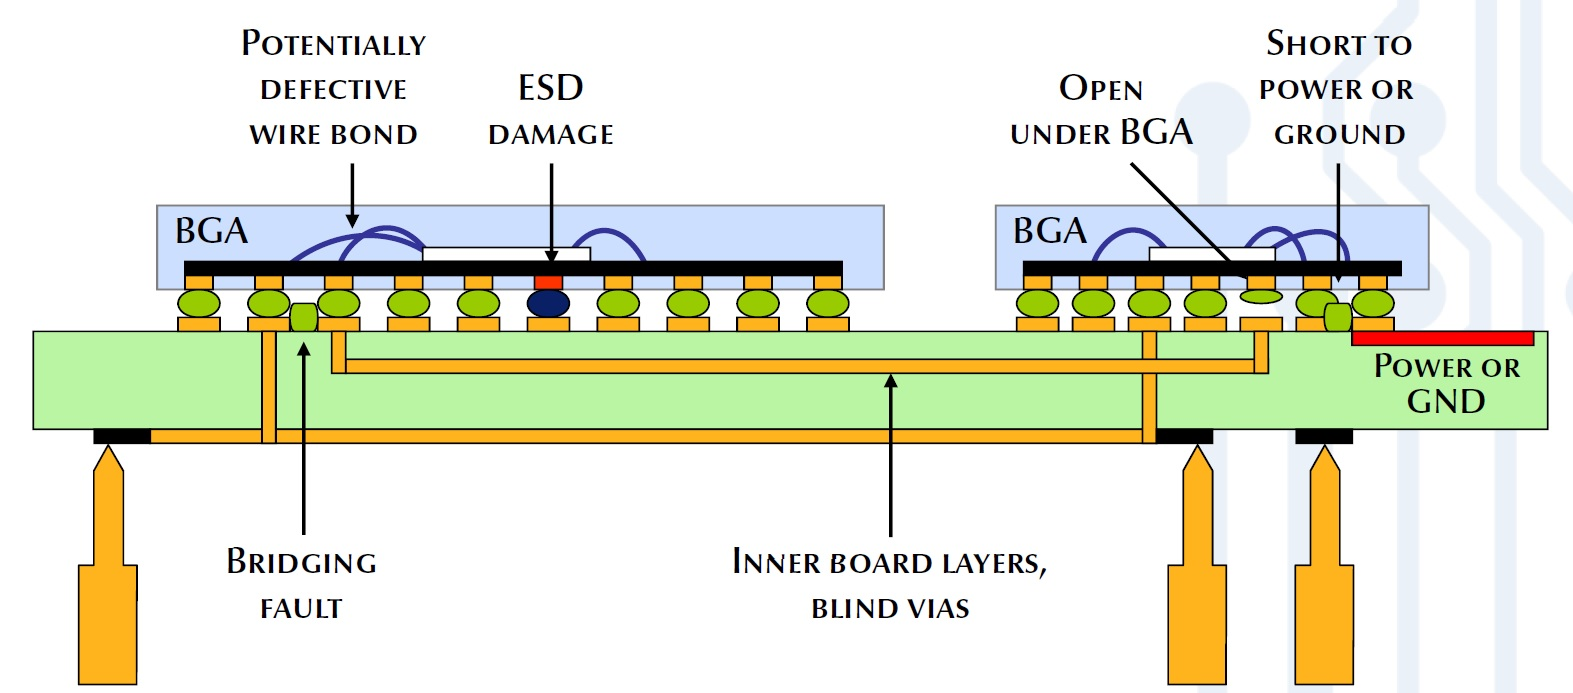 Potentially
defective
wire bond
ESD
damage
Open
under BGA
Short to
power or
ground
BGA
BGA
Power or
GND
Bridging
fault
Inner board layers,
blind vias